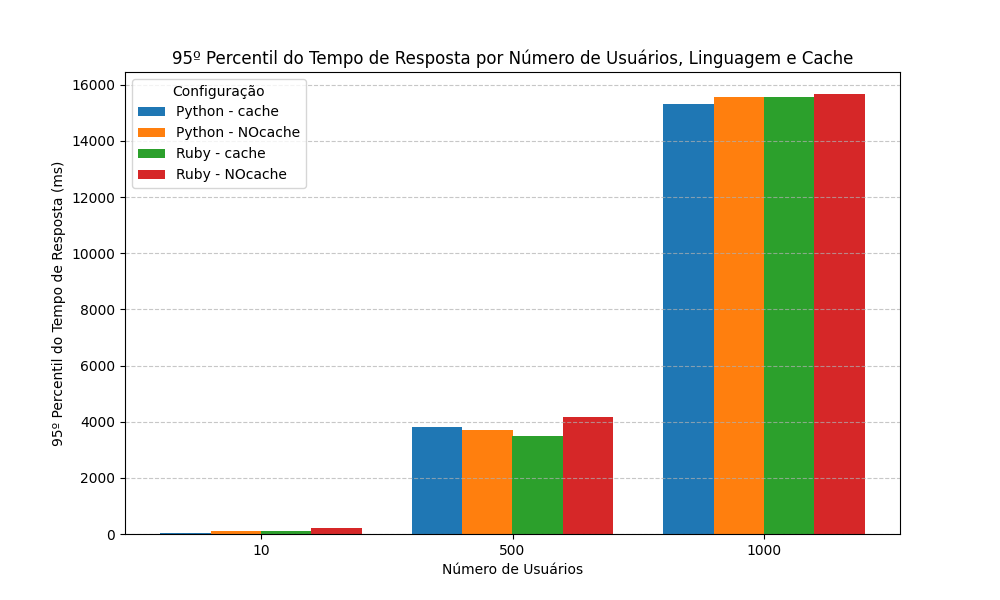 95º Percentil do Tempo de Resposta por Número de Usuários, Linguagem e Cache
Configuração
Python - cache
Python - NOcache
Ruby - cache
Ruby - NOcache
95º Percentil do Tempo de Resposta (ms)
16000
14000
12000
10000
8000
6000
4000
2000
0
10
500
1000
Número de Usuários